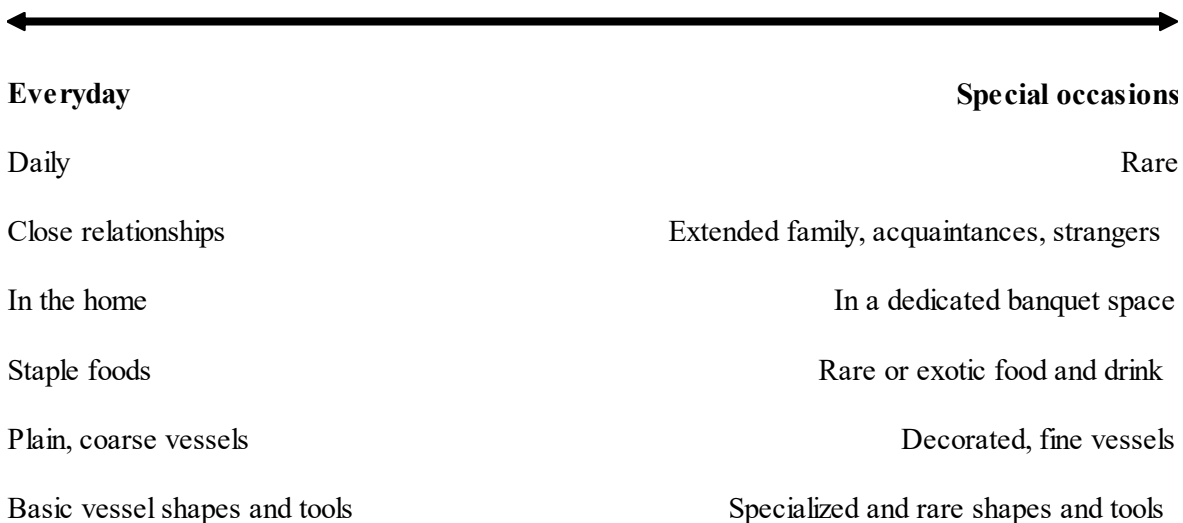 Everyday Special occasions
Daily Rare
Close relationships Extended family, acquaintances, strangers
In the home In a dedicated banquet space
Staple foods Rare or exotic food and drink
Plain, coarse vessels Decorated, fine vessels
Basic vessel shapes and tools Specialized and rare shapes and tools